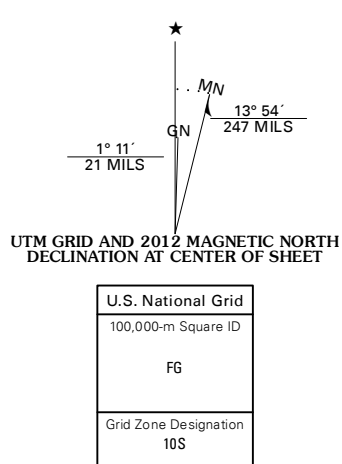 ★
MN
GN
13° 54´
247 MILS
1° 11´
21 MILS
UTM GRID AND 2012 MAGNETIC NORTH
DECLINATION AT CENTER OF SHEET
U.S. National Grid
100,000-m Square ID
FG
Grid Zone Designation
10S